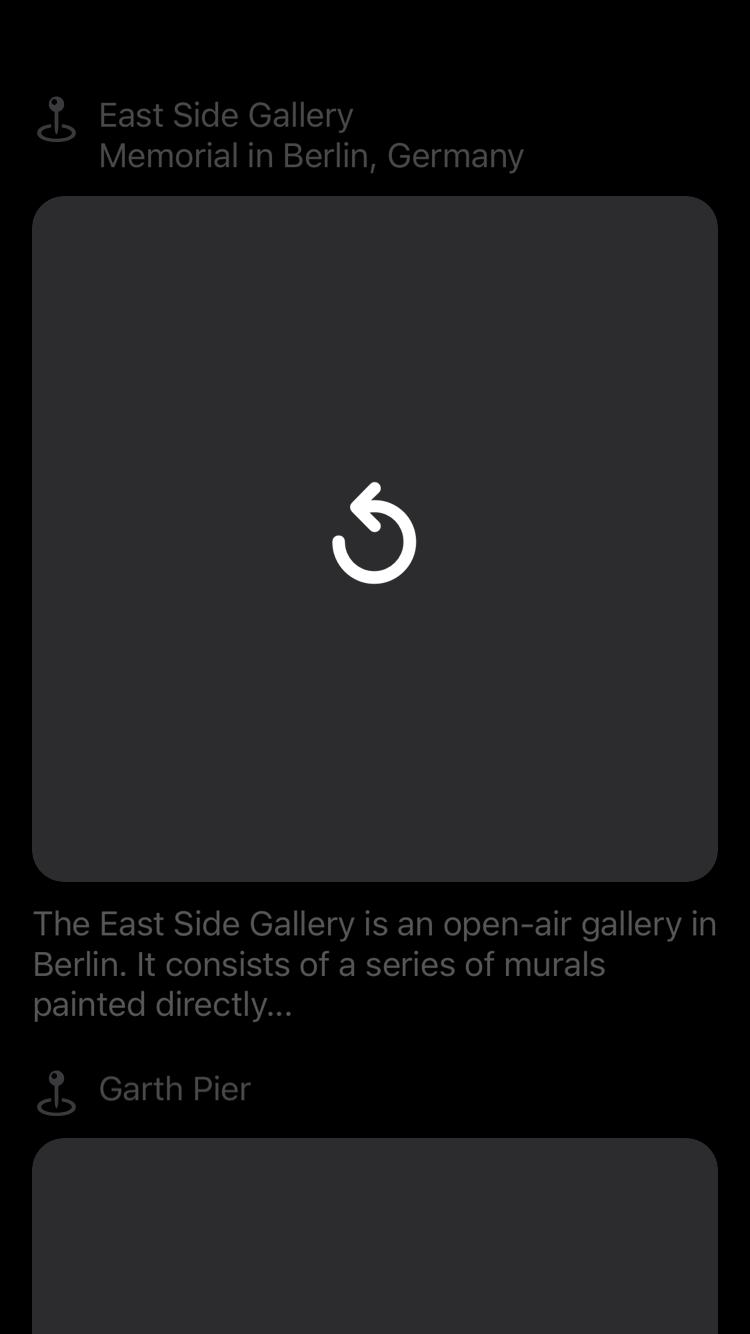 East Side Gallery
Memorial in Berlin, Germany
The East Side Gallery is an open-air gallery in
Berlin. It consists of a series of murals
painted directly...
Garth Pier